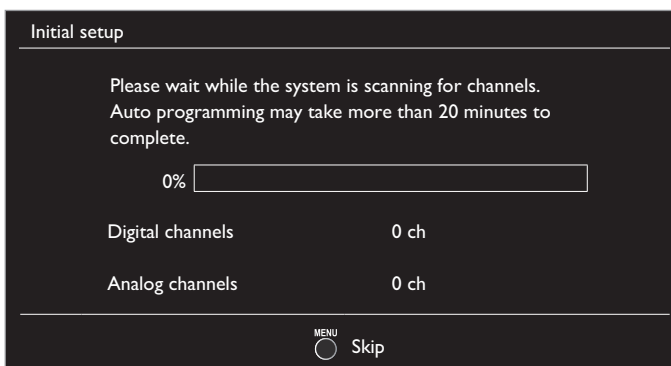 Initial setup
Please wait while the system is scanning for channels.
Auto programming may take more than 20 minutes to
complete.
0%
Digital channels 0 ch
Analog channels 0 ch
MENU
Skip